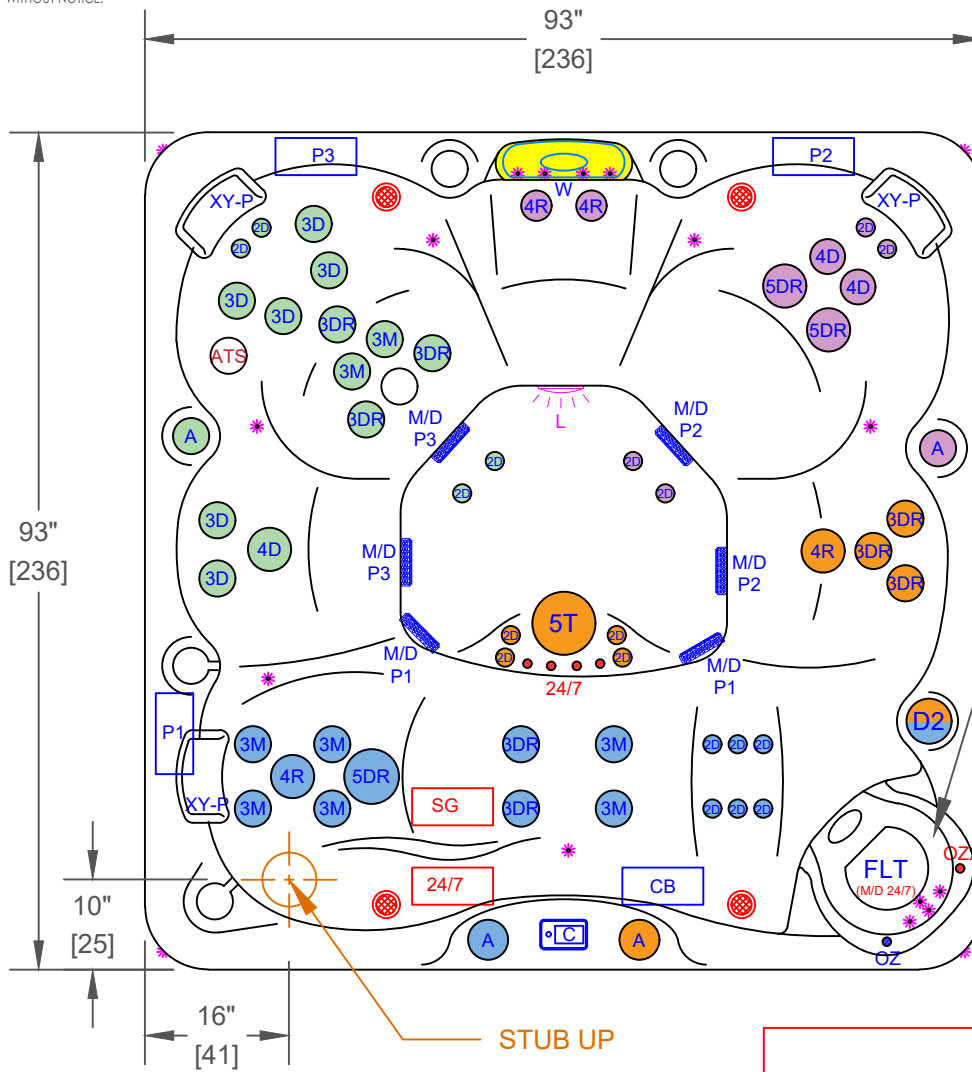 WITHOUT NOTICE.
93"
[236]
P3
P2
W
XY-P
XY-P
4R 4R
2D
2D
3D
3D
3D
3D
3DR
3M
3DR
3M
3DR
ATS
2D
2D
4D
5DR
4D
5DR
A
M/D
P3
L
M/D
P2
A
93"
[236]
2D
2D
2D
2D
3D
4D
3D
M/D
P3
M/D
P2
4R
3DR
3DR
3DR
5T
2D
2D
2D
2D
24/7
M/D
P1
M/D
P1
P1
XY-P
3M
3M
4R
5DR
3M
3M
3DR
3M
3DR
3M
2D 2D 2D
2D 2D 2D
D2
SG
24/7
CB
FLT
(M/D 24/7)
OZ
A
C
A
10"
[25]
16"
[41]
STUB UP